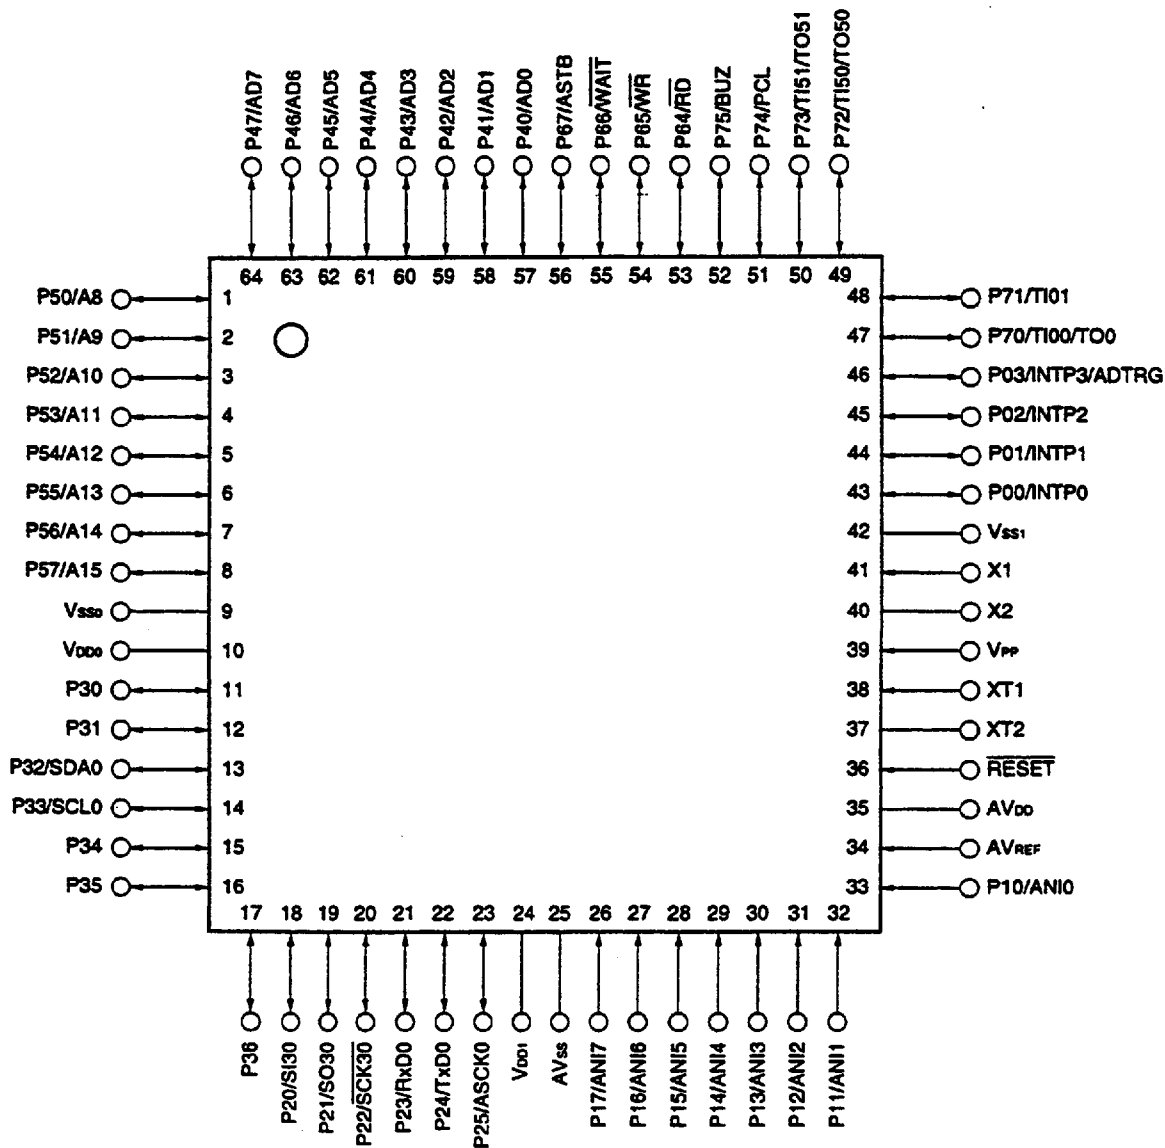 P47/AD7
P46/AD6
P45/AD5
P44/AD4
P43/AD3
P42/AD2
P41/AD1
P40/AD0
P67/ASTB
P66/WAIT
P65/WR
P64/RD
P75/BUZ
P74/PCL
P73/TI51/TO51
P72/TI50/TO50
64 63 62 61 60 59 58 57 56 55 54 53 52 51 50 49
P50/A8 1 48 P71/TI01
P51/A9 2 47 P70/TI00/TO0
P52/A10 3 46 P03/INTP3/ADTRG
P53/A11 4 45 P02/INTP2
P54/A12 5 44 P01/INTP1
P55/A13 6 43 P00/INTP0
P56/A14 7 42 VSS1
P57/A15 8 41 X1
VSS0 9 40 X2
VDD0 10 39 VPP
P30 11 38 XT1
P31 12 37 XT2
P32/SDA0 13 36 RESET
P33/SCL0 14 35 AVDD
P34 15 34 AVREF
P35 16 33 P10/ANI0
17 18 19 20 21 22 23 24 25 26 27 28 29 30 31 32
P36
P20/SI30
P21/SO30
P22/SCK30
P23/RxD0
P24/TxD0
P25/ASCK0
VDD1
AVSS
P17/ANI7
P16/ANI6
P15/ANI5
P14/ANI4
P13/ANI3
P12/ANI2
P11/ANI1